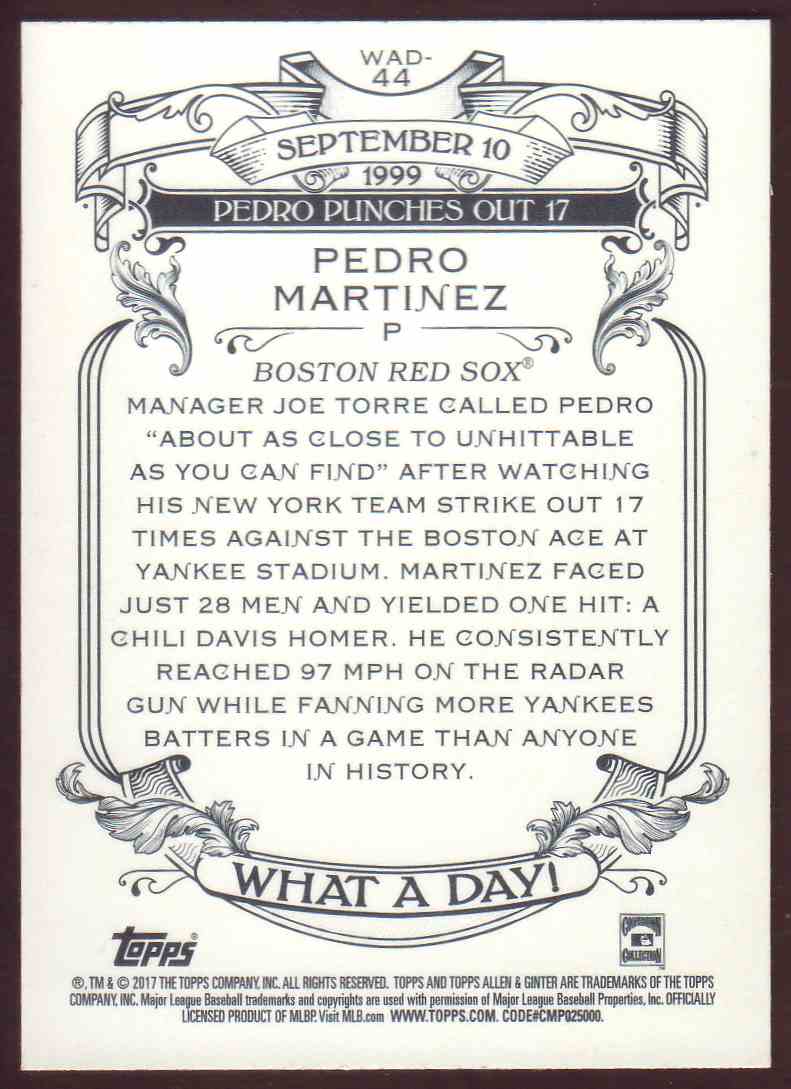 WAD-
44
SEPTEMBER 10
1999
PEDRO PUNCHES OUT 17
PEDRO
MARTINEZ
P
BOSTON RED SOX®
MANAGER JOE TORRE CALLED PEDRO
“ABOUT AS CLOSE TO UNHITTABLE
AS YOU CAN FIND” AFTER WATCHING
HIS NEW YORK TEAM STRIKE OUT 17
TIMES AGAINST THE BOSTON ACE AT
YANKEE STADIUM. MARTINEZ FACED
JUST 28 MEN AND YIELDED ONE HIT: A
CHILI DAVIS HOMER. HE CONSISTENTLY
REACHED 97 MPH ON THE RADAR
GUN WHILE FANNING MORE YANKEES
BATTERS IN A GAME THAN ANYONE
IN HISTORY.
WHAT A DAY!
TOPPS®
COOPERSTOWN
COLLECTION
™
®, TM & © 2017 THE TOPPS COMPANY, INC. ALL RIGHTS RESERVED. TOPPS AND TOPPS ALLEN & GINTER ARE TRADEMARKS OF THE TOPPS
COMPANY, INC. Major League Baseball trademarks and copyrights are used with permission of Major League Baseball Properties, Inc. OFFICIALLY
LICENSED PRODUCT OF MLBP. Visit MLB.com WWW.TOPPS.COM. CODE#CMP025000.